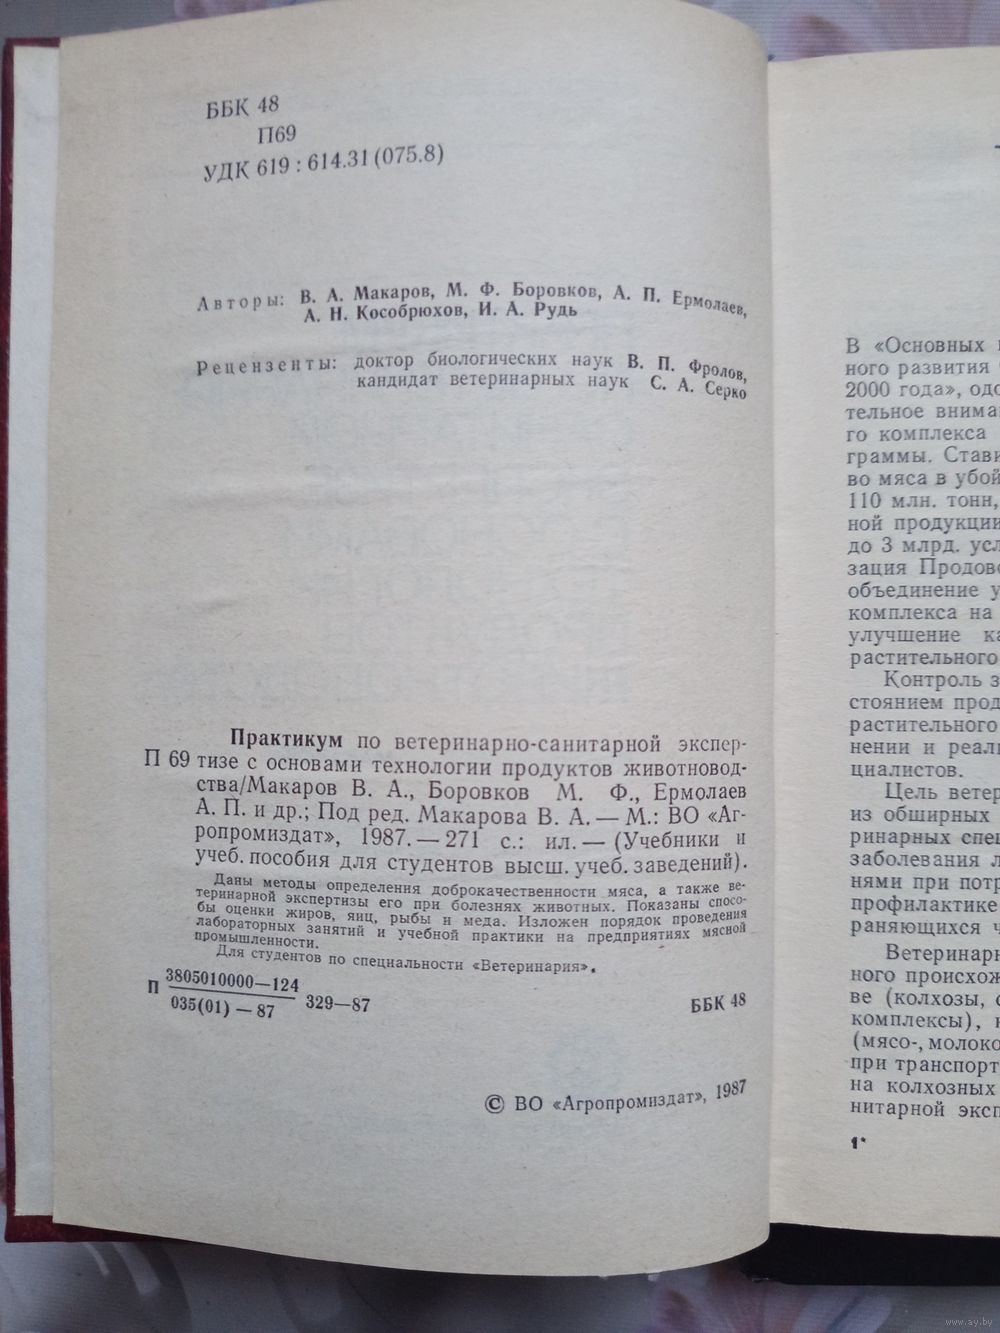 ББК 48
П69
УДК 619 : 614.31 (075.8)
Авторы: В. А. Макаров, М. Ф. Боровков, А. П. Ермолаев,
А. Н. Кособрюхов, И. А. Рудь
Рецензенты: доктор биологических наук В. П. Фролов,
кандидат ветеринарных наук С. А. Серко
Практикум по ветеринарно-санитарной экспер-
П 69 тизе с основами технологии продуктов животновод-
ства/Макаров В. А., Боровков М. Ф., Ермолаев
А. П. и др.; Под ред. Макарова В. А. — М.: ВО «Аг-
ропромиздат», 1987. — 271 с.: ил. — (Учебники и
учеб. пособия для студентов высш. учеб. заведений).
Даны методы определения доброкачественности мяса, а также ве-
теринарной экспертизы его при болезнях животных. Показаны спосо-
бы оценки жиров, яиц, рыбы и меда. Изложен порядок проведения
лабораторных занятий и учебной практики на предприятиях мясной
промышленности.
Для студентов по специальности «Ветеринария».
П 3805010000—124
035(01) — 87 329—87
ББК 48
© ВО «Агропромиздат», 1987
В «Основных
ного развития
2000 года», одо
тельное внима
го комплекса
граммы. Стави
во мяса в убой
110 млн. тонн,
ной продукции
до 3 млрд. усл
зация Продово
объединение у
комплекса на
улучшение ка
растительного
Контроль з
стоянием прод
растительного
нении и реали
циалистов.
Цель ветер
из обширных
ринарных спец
заболевания л
нями при потр
профилактике
раняющихся ч
Ветеринарн
ного происхож
ве (колхозы, с
комплексы), н
(мясо-, молоко
при транспорт
на колхозных
нитарной эксп
1*
www.ay.by